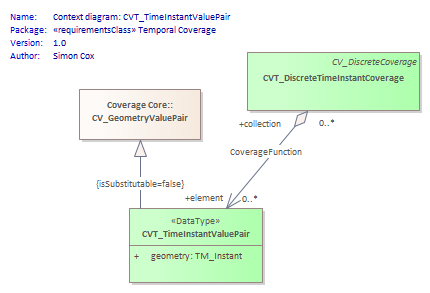 Name: Context diagram: CVT_TimeInstantValuePair
Package: «requirementsClass» Temporal Coverage
Version: 1.0
Author: Simon Cox
CV_DiscreteCoverage
CVT_DiscreteTimeInstantCoverage
Coverage Core::
CV_GeometryValuePair
+collection 0..*
CoverageFunction
{isSubstitutable=false}
+element 0..*
«DataType»
CVT_TimeInstantValuePair
+ geometry: TM_Instant